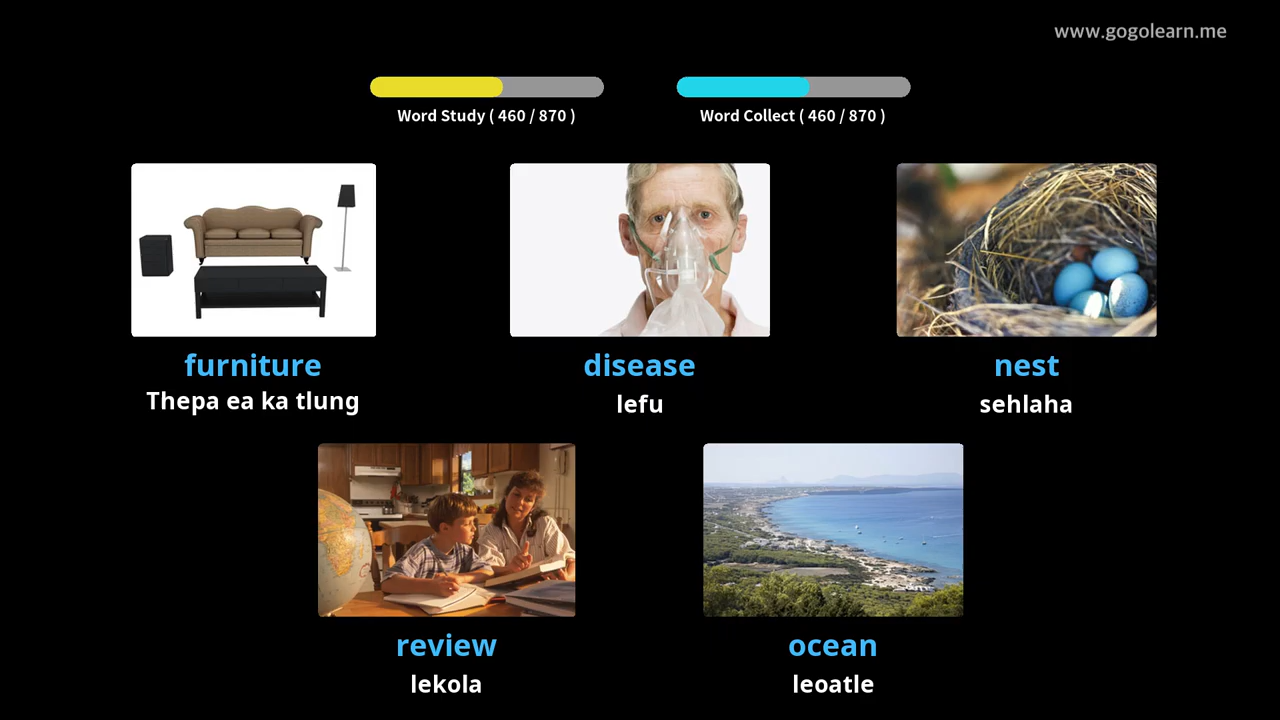 www.gogolearn.me
Word Study ( 460 / 870 )
Word Collect ( 460 / 870 )
furniture
Thepa ea ka tlung
disease
lefu
nest
sehlaha
review
lekola
ocean
leoatle